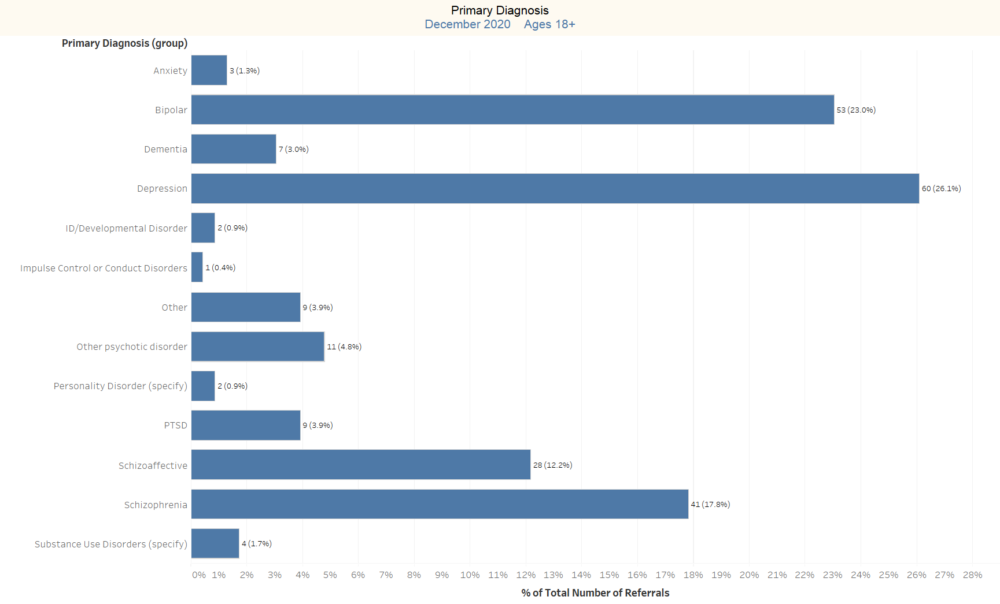 Primary Diagnosis
December 2020 Ages 18+
Primary Diagnosis (group)
Anxiety 3 (1.3%)
Bipolar 53 (23.0%)
Dementia 7 (3.0%)
Depression 60 (26.1%)
ID/Developmental Disorder 2 (0.9%)
Impulse Control or Conduct Disorders 1 (0.4%)
Other 9 (3.9%)
Other psychotic disorder 11 (4.8%)
Personality Disorder (specify) 2 (0.9%)
PTSD 9 (3.9%)
Schizoaffective 28 (12.2%)
Schizophrenia 41 (17.8%)
Substance Use Disorders (specify) 4 (1.7%)
0% 1% 2% 3% 4% 5% 6% 7% 8% 9% 10% 11% 12% 13% 14% 15% 16% 17% 18% 19% 20% 21% 22% 23% 24% 25% 26% 27% 28%
% of Total Number of Referrals